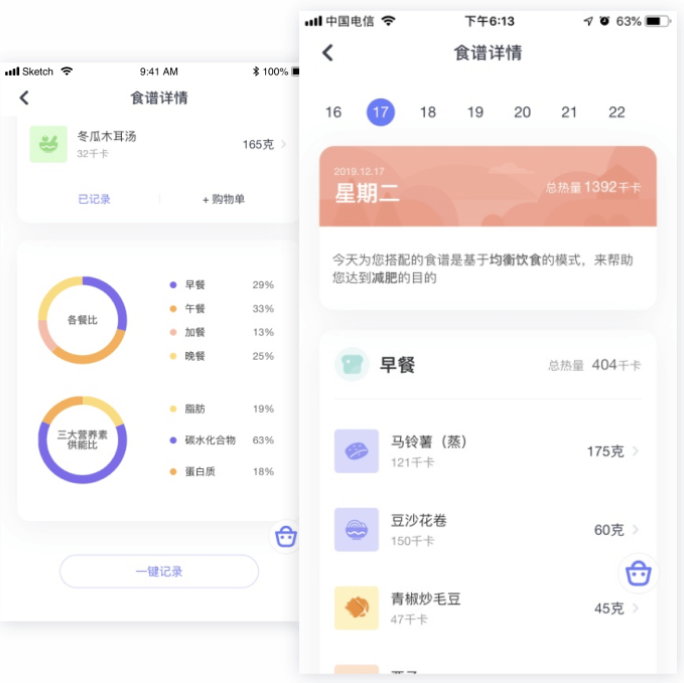 Sketch 9:41 AM 100%
食谱详情
冬瓜木耳汤
32千卡
165克
已记录 + 购物单
各餐比
早餐 29%
午餐 33%
加餐 13%
晚餐 25%
三大营养素
供能比
脂肪 19%
碳水化合物 63%
蛋白质 18%
一键记录
中国电信 下午6:13 63%
食谱详情
16 17 18 19 20 21 22
2019.12.17
星期二
总热量 1392千卡
今天为您搭配的食谱是基于均衡饮食的模式，来帮助
您达到减肥的目的
早餐 总热量 404千卡
马铃薯（蒸）
121千卡
175克
豆沙花卷
150千卡
60克
青椒炒毛豆
47千卡
45克